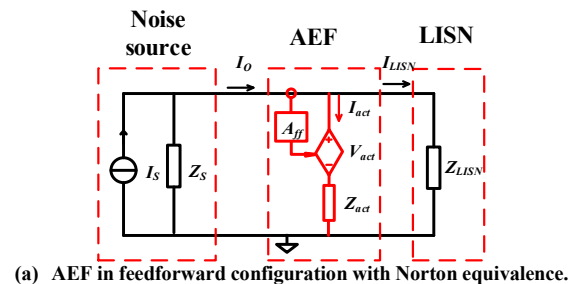 Noise
source
AEF
LISN
I_O
I_LISN
I_act
A_ff
V_act
I_S
Z_S
Z_LISN
Z_act
+
−
(a) AEF in feedforward configuration with Norton equivalence.